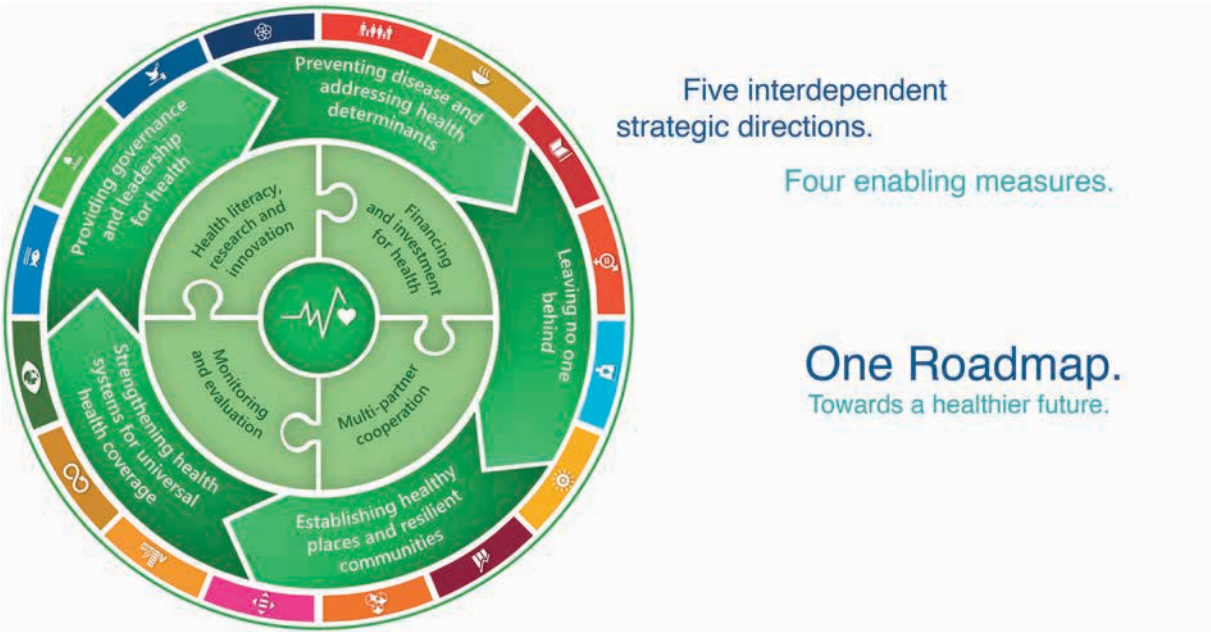 Preventing disease and
addressing health
determinants
Leaving no one
behind
Establishing healthy
places and resilient
communities
Strengthening health
systems for universal
health coverage
Providing governance
and leadership
for health
Health literacy,
research and
innovation
Financing
and investment
for health
Multi-partner
cooperation
Monitoring
and evaluation
Five interdependent
strategic directions.
Four enabling measures.
One Roadmap.
Towards a healthier future.